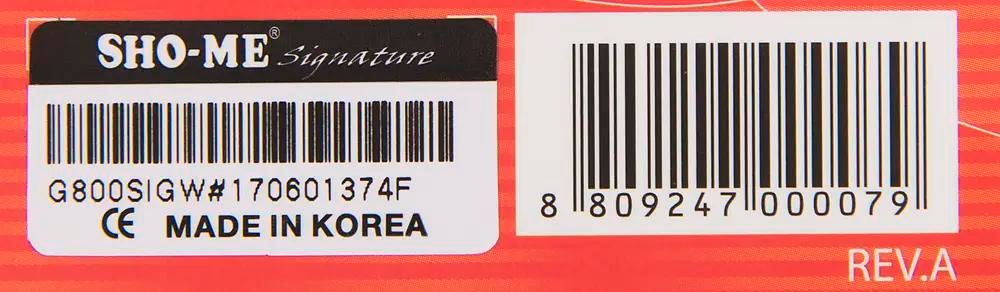 SHO-ME® Signature
G800SIGW#170601374F
CE MADE IN KOREA
8 809247 000079
REV.A